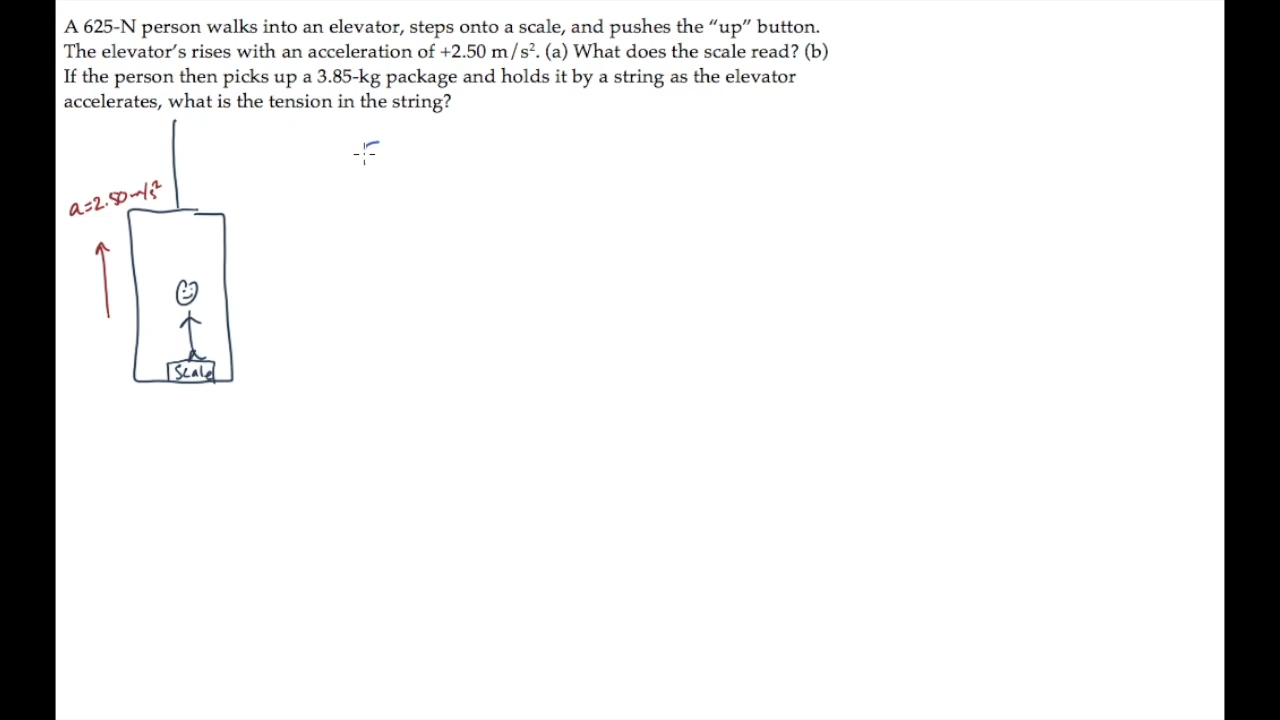 A 625-N person walks into an elevator, steps onto a scale, and pushes the “up” button.
The elevator’s rises with an acceleration of +2.50 m/s². (a) What does the scale read? (b)
If the person then picks up a 3.85-kg package and holds it by a string as the elevator
accelerates, what is the tension in the string?
a=2.50 m/s²
Scale